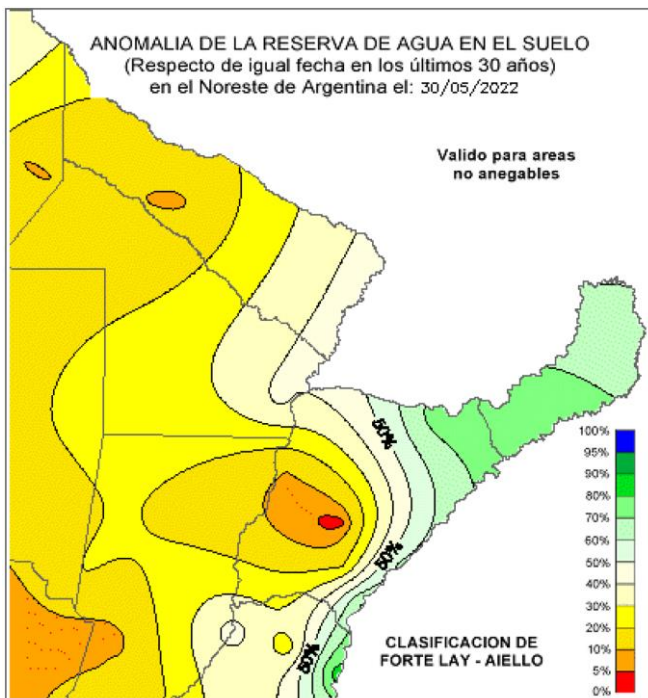 ANOMALIA DE LA RESERVA DE AGUA EN EL SUELO
(Respecto de igual fecha en los últimos 30 años)
en el Noreste de Argentina el: 30/05/2022
Valido para areas
no anegables
50%
50%
50%
100%
95%
90%
80%
70%
60%
50%
40%
30%
20%
10%
5%
0%
CLASIFICACION DE
FORTE LAY - AIELLO